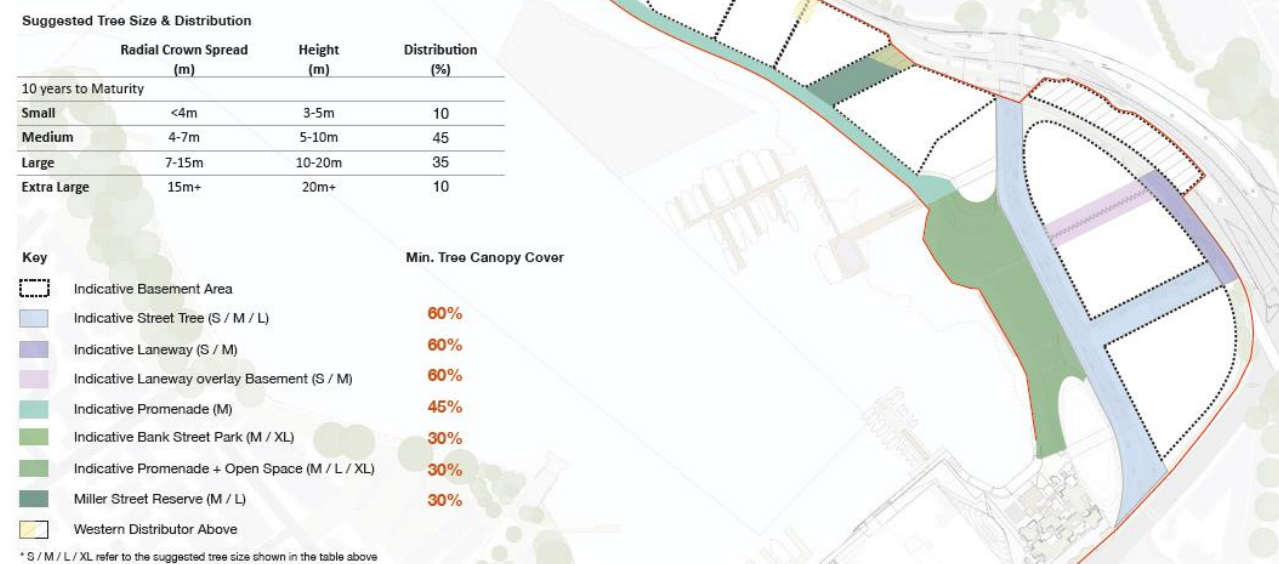 Suggested Tree Size & Distribution
Radial Crown Spread Height Distribution
(m) (m) (%)
10 years to Maturity
Small <4m 3-5m 10
Medium 4-7m 5-10m 45
Large 7-15m 10-20m 35
Extra Large 15m+ 20m+ 10
Key Min. Tree Canopy Cover
Indicative Basement Area
Indicative Street Tree (S / M / L) 60%
Indicative Laneway (S / M) 60%
Indicative Laneway overlay Basement (S / M) 60%
Indicative Promenade (M) 45%
Indicative Bank Street Park (M / XL) 30%
Indicative Promenade + Open Space (M / L / XL) 30%
Miller Street Reserve (M / L) 30%
Western Distributor Above
* S / M / L / XL refer to the suggested tree size shown in the table above